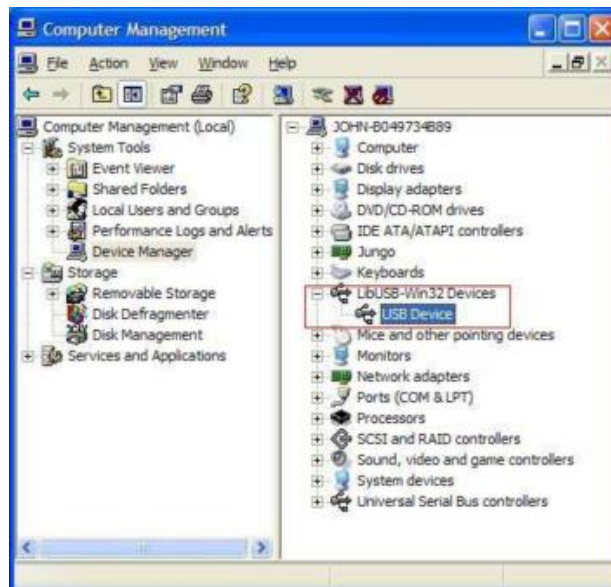 Computer Management
File Action View Window Help
Computer Management (Local)
System Tools
Event Viewer
Shared Folders
Local Users and Groups
Performance Logs and Alerts
Device Manager
Storage
Removable Storage
Disk Defragmenter
Disk Management
Services and Applications
JOHN-B049734B89
Computer
Disk drives
Display adapters
DVD/CD-ROM drives
IDE ATA/ATAPI controllers
Jungo
Keyboards
LibUSB-Win32 Devices
USB Device
Mice and other pointing devices
Monitors
Network adapters
Ports (COM & LPT)
Processors
SCSI and RAID controllers
Sound, video and game controllers
System devices
Universal Serial Bus controllers